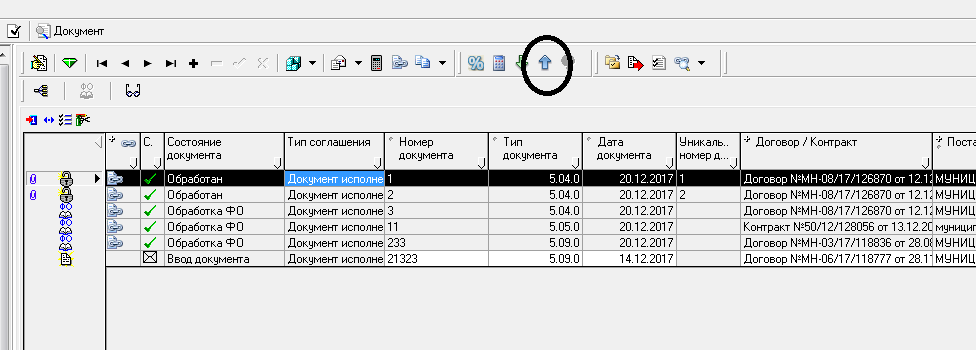 Документ
С. Состояние документа Тип соглашения Номер документа Тип документа Дата документа Уникаль... номер д... Договор / Контракт Поста
Обработан Документ исполне 1 5.04.0 20.12.2017 1 Договор №МН-08/17/126870 от 12.12 МУНИЦ
Обработан Документ исполне 2 5.04.0 20.12.2017 2 Договор №МН-08/17/126870 от 12.12 МУНИЦ
ФО Обработка ФО Документ исполне 3 5.04.0 20.12.2017 Договор №МН-08/17/126870 от 12.12 МУНИЦ
ФО Обработка ФО Документ исполне 11 5.05.0 20.12.2017 Контракт №50/12/128056 от 13.12.20 муницип
ФО Обработка ФО Документ исполне 233 5.09.0 20.12.2017 Договор №МН-03/17/118836 от 28.08 МУНИЦ
Ввод документа Документ исполне 21323 5.09.0 14.12.2017 Договор №МН-06/17/118777 от 28.11 МУНИЦ